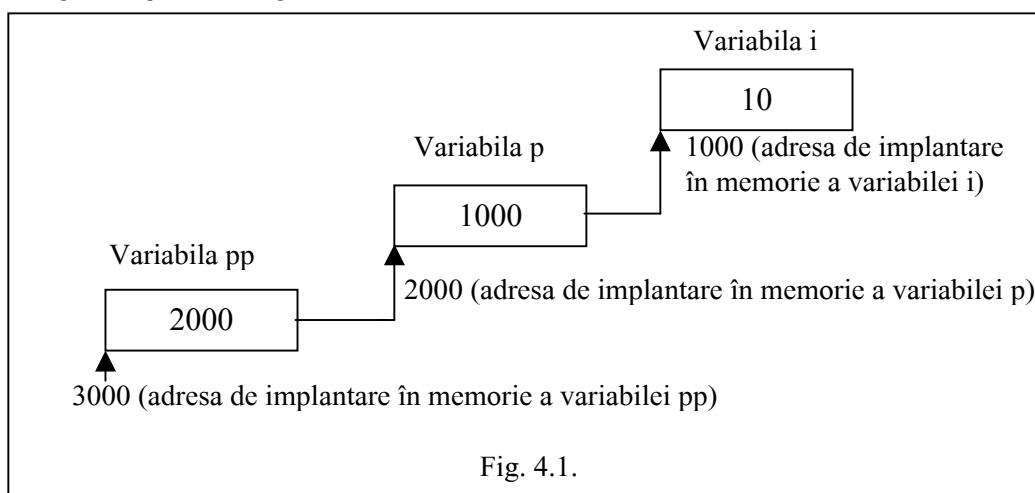 Variabila i
10
1000 (adresa de implantare
în memorie a variabilei i)
Variabila p
1000
2000 (adresa de implantare în memorie a variabilei p)
Variabila pp
2000
3000 (adresa de implantare în memorie a variabilei pp)
Fig. 4.1.